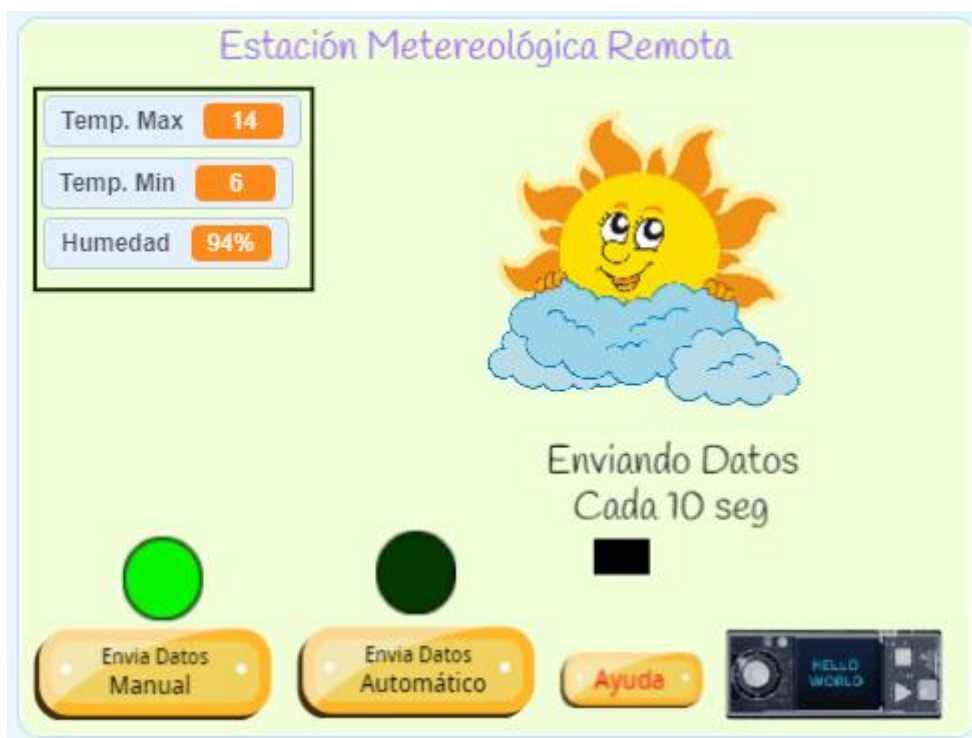 Estación Metereológica Remota
Temp. Max 14
Temp. Min 6
Humedad 94%
Enviando Datos
Cada 10 seg
Envia Datos
Manual
Envia Datos
Automático
Ayuda
HELLO
WORLD